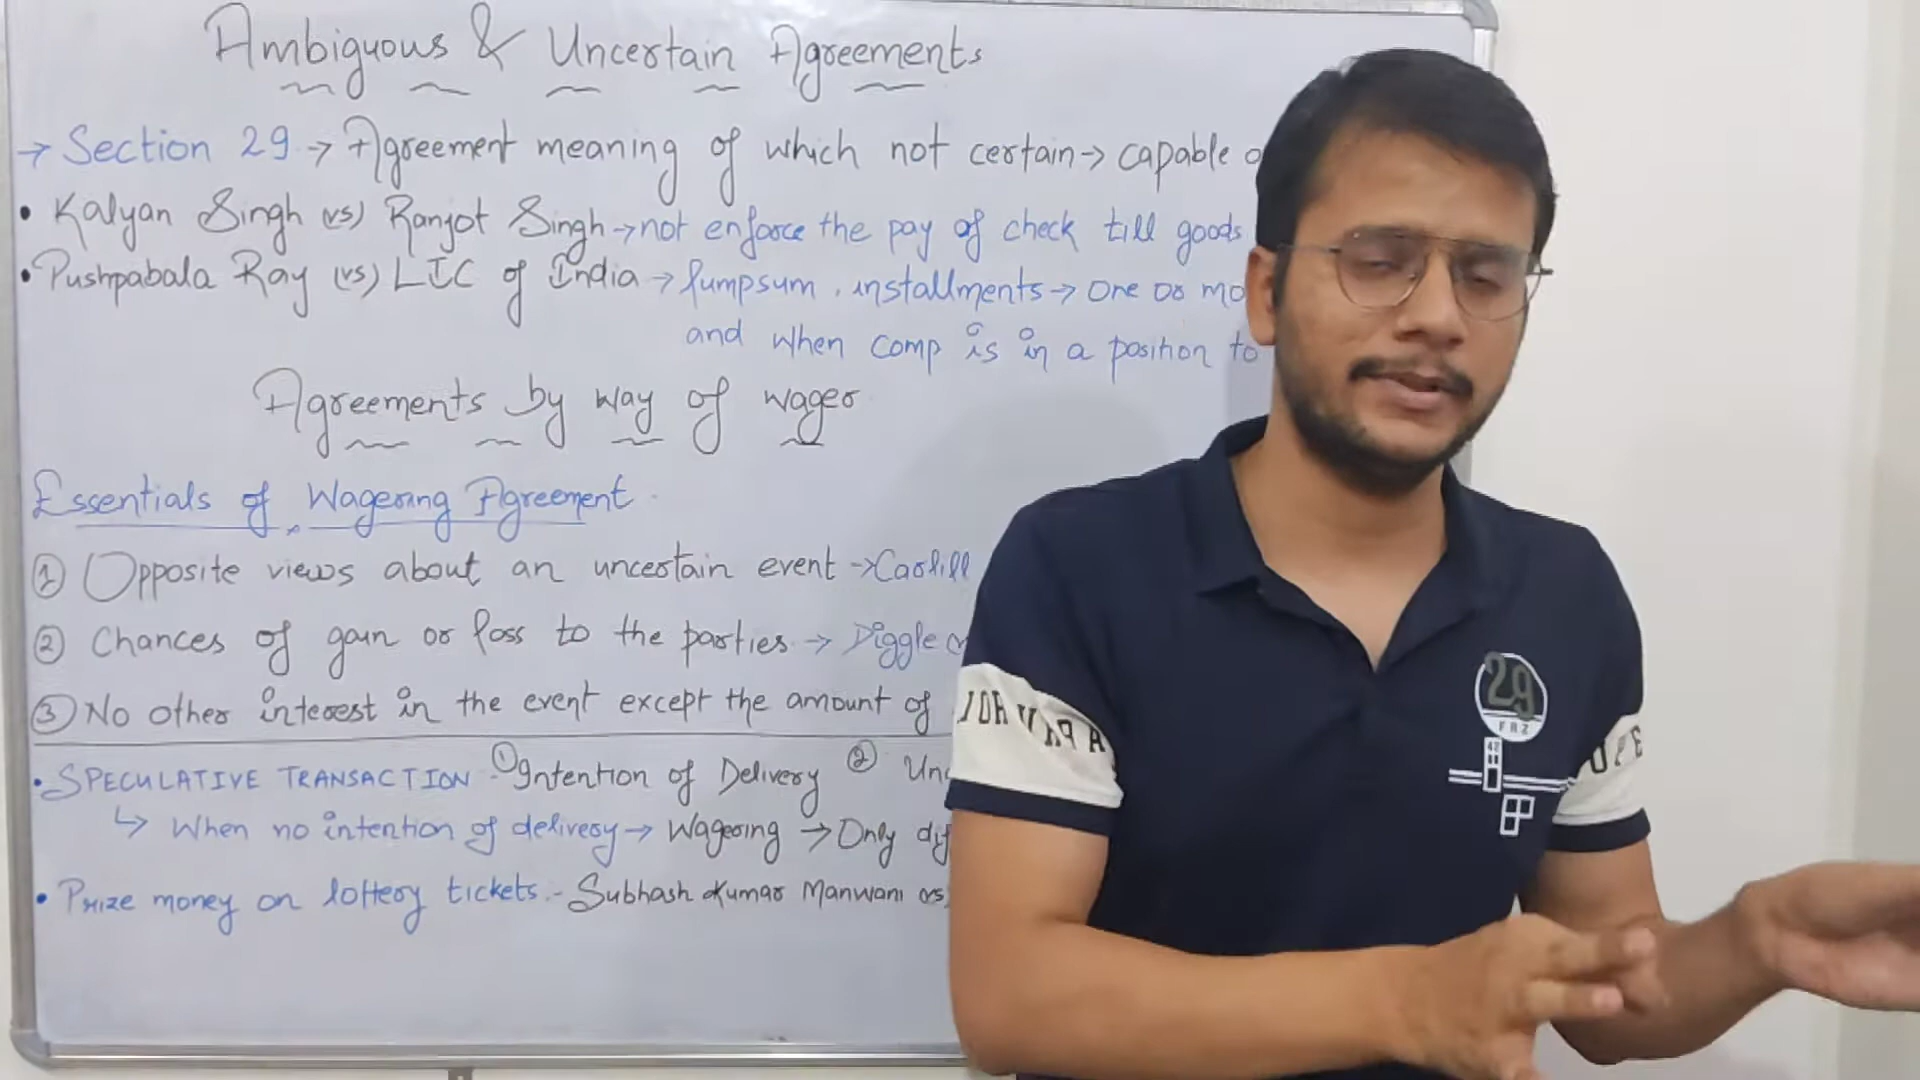 Ambiguous & Uncertain Agreements
→ Section 29 → Agreement meaning of which not certain → capable
• Kalyan Singh (vs) Ranjot Singh → not enforce the pay of check till goods
• Pushpabala Ray (vs) LIC of India → lumpsum, installments → one or mo
and when comp is in a position to
Agreements by way of wager
Essentials of Wagering Agreement
① Opposite views about an uncertain event → Carlill
② Chances of gain or loss to the parties → Diggle
③ No other interest in the event except the amount of
• SPECULATIVE TRANSACTION - ① Intention of Delivery ② Unc
↳ When no intention of delivery → Wagering → Only dif
• Prize money on lottery tickets - Subhash Kumar Manwani vs
29
FRZ
42